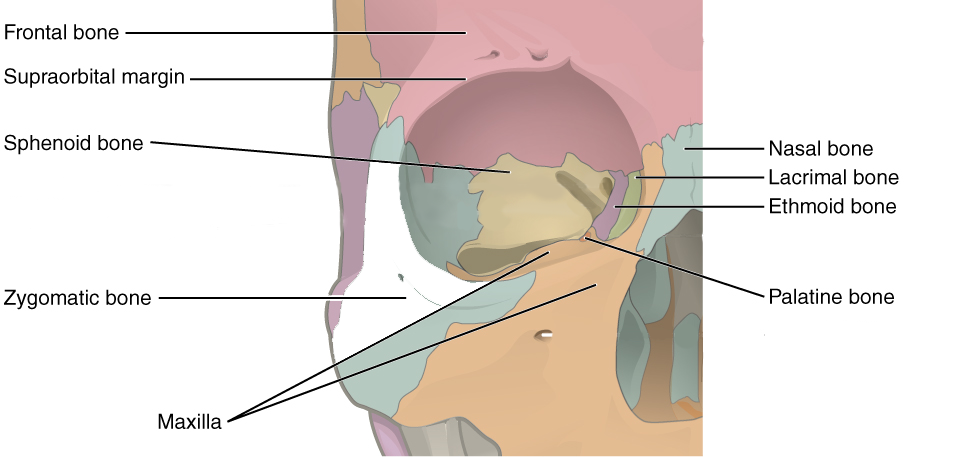 Frontal bone
Supraorbital margin
Sphenoid bone
Nasal bone
Lacrimal bone
Ethmoid bone
Zygomatic bone
Palatine bone
Maxilla